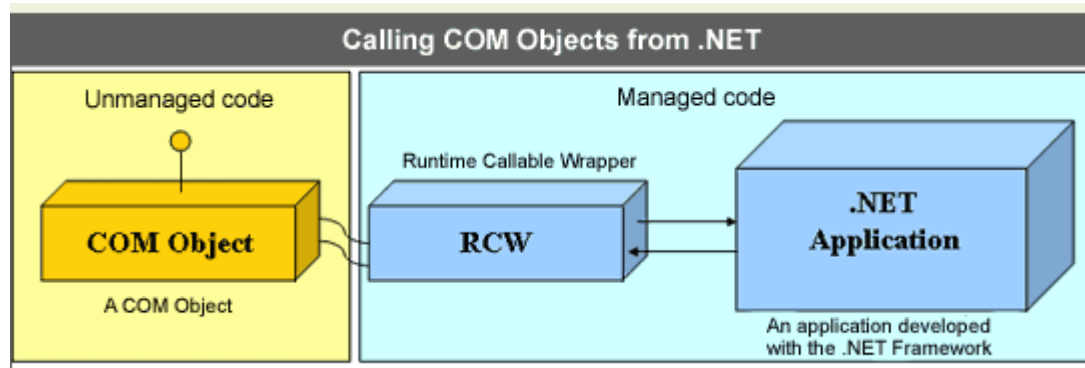 Calling COM Objects from .NET
Unmanaged code
COM Object
A COM Object
Managed code
Runtime Callable Wrapper
RCW
.NET
Application
An application developed
with the .NET Framework